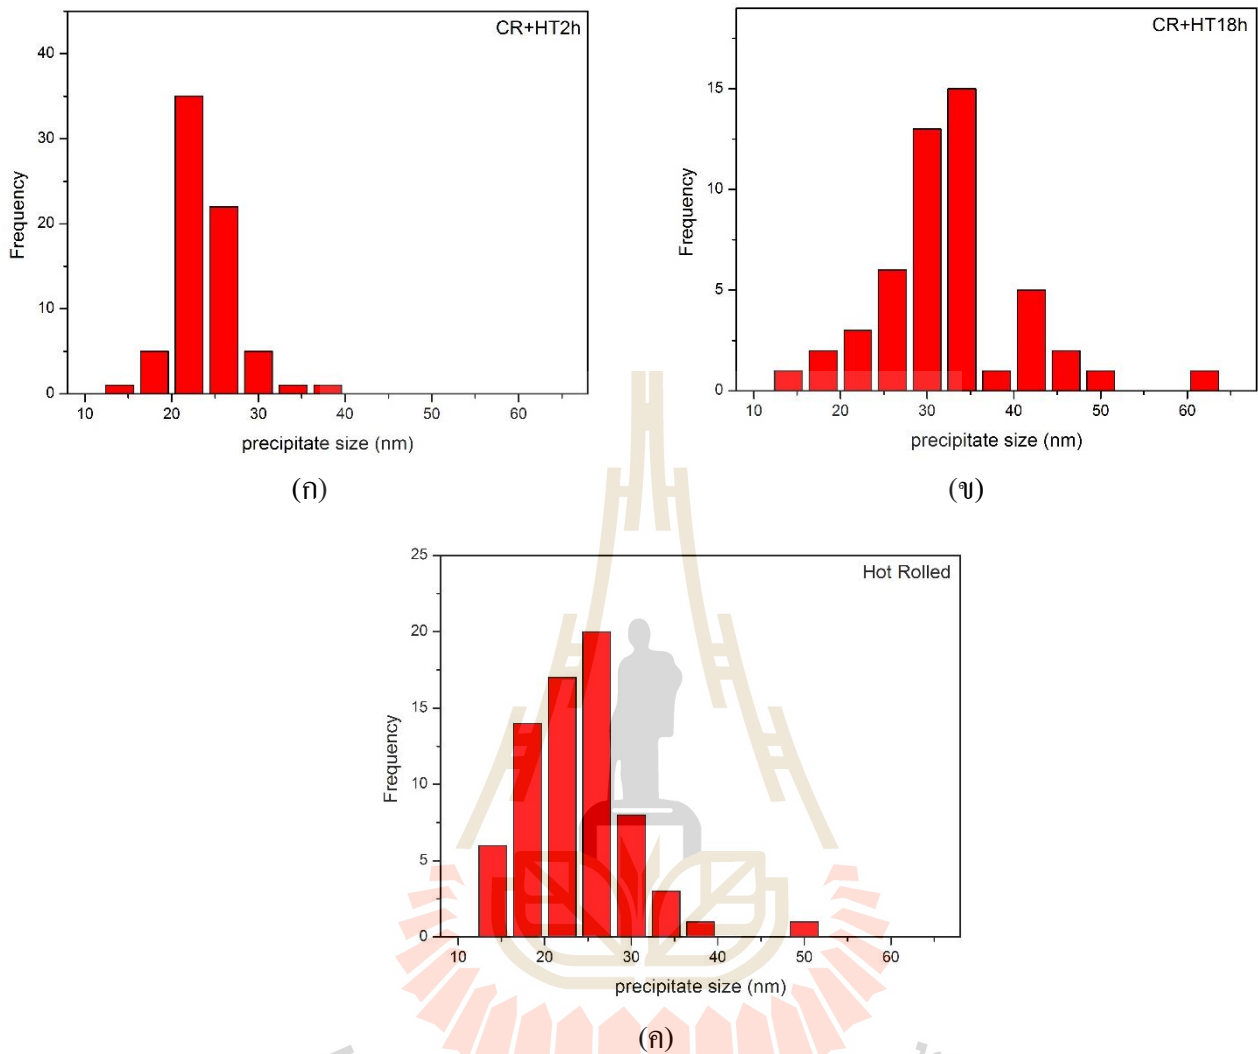 CR+HT2h
40
30
20
10
0
Frequency
10 20 30 40 50 60
precipitate size (nm)
(ก)
CR+HT18h
15
10
5
0
Frequency
10 20 30 40 50 60
precipitate size (nm)
(ข)
Hot Rolled
25
20
15
10
5
0
Frequency
10 20 30 40 50 60
precipitate size (nm)
(ค)